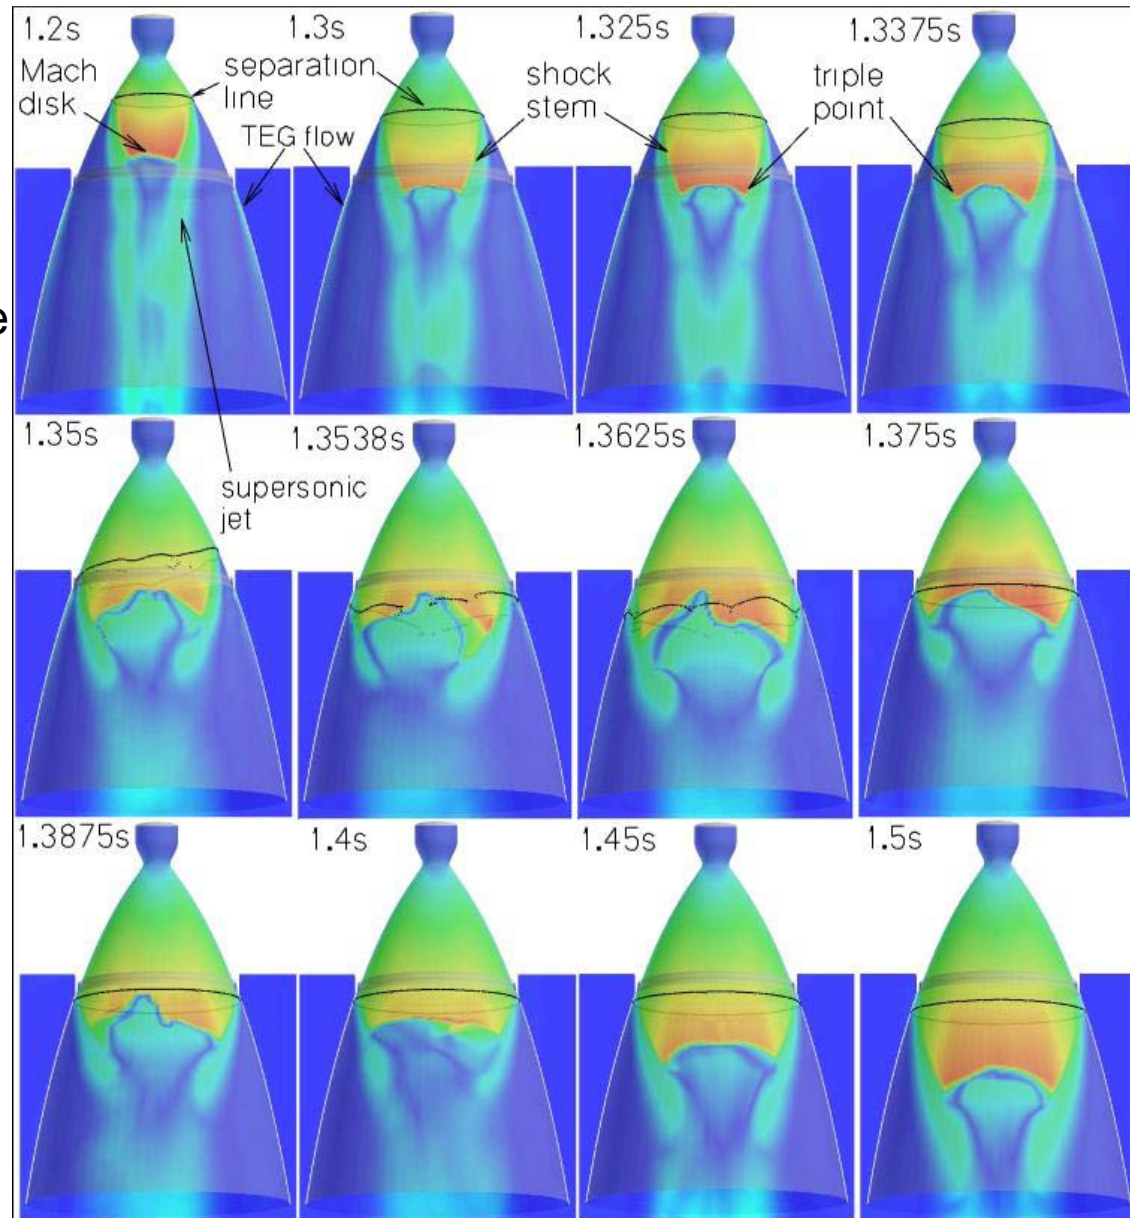 1.2s
1.3s
1.325s
1.3375s
Mach
disk
separation
line
TEG flow
shock
stem
triple
point
e
1.35s
1.3538s
1.3625s
1.375s
supersonic
jet
1.3875s
1.4s
1.45s
1.5s